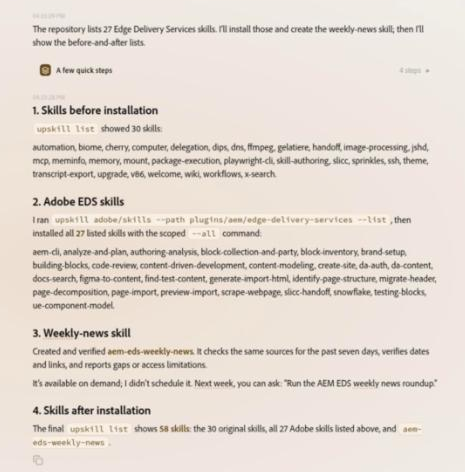 The repository lists 27 Edge Delivery Services skills. I'll install those and create the weekly-news skill; then I'll
show the before-and-after lists.
A few quick steps
4 steps
1. Skills before installation
upskill list showed 30 skills:
automation, biome, cherry, computer, delegation, dips, dns, ffmpeg, gelatiere, handoff, image-processing, jshd,
mcp, meminfo, memory, mount, package-execution, playwright-cli, skill-authoring, slicc, sprinkles, ssh, theme,
transcript-export, upgrade, v86, welcome, wiki, workflows, x-search.
2. Adobe EDS skills
I ran upskill adobe/skills --path plugins/aem/edge-delivery-services --list , then
installed all 27 listed skills with the scoped --all command:
aem-cli, analyze-and-plan, authoring-analysis, block-collection-and-party, block-inventory, brand-setup,
building-blocks, code-review, content-driven-development, content-modeling, create-site, da-auth, da-content,
docs-search, figma-to-content, find-test-content, generate-import-html, identify-page-structure, migrate-header,
page-decomposition, page-import, preview-import, scrape-webpage, slicc-handoff, snowflake, testing-blocks,
ue-component-model.
3. Weekly-news skill
Created and verified aem-eds-weekly-news. It checks the same sources for the past seven days, verifies dates
and links, and reports gaps or access limitations.
It's available on demand; I didn't schedule it. Next week, you can ask: "Run the AEM EDS weekly news roundup."
4. Skills after installation
The final upskill list shows 58 skills: the 30 original skills, all 27 Adobe skills listed above, and aem-
eds-weekly-news .